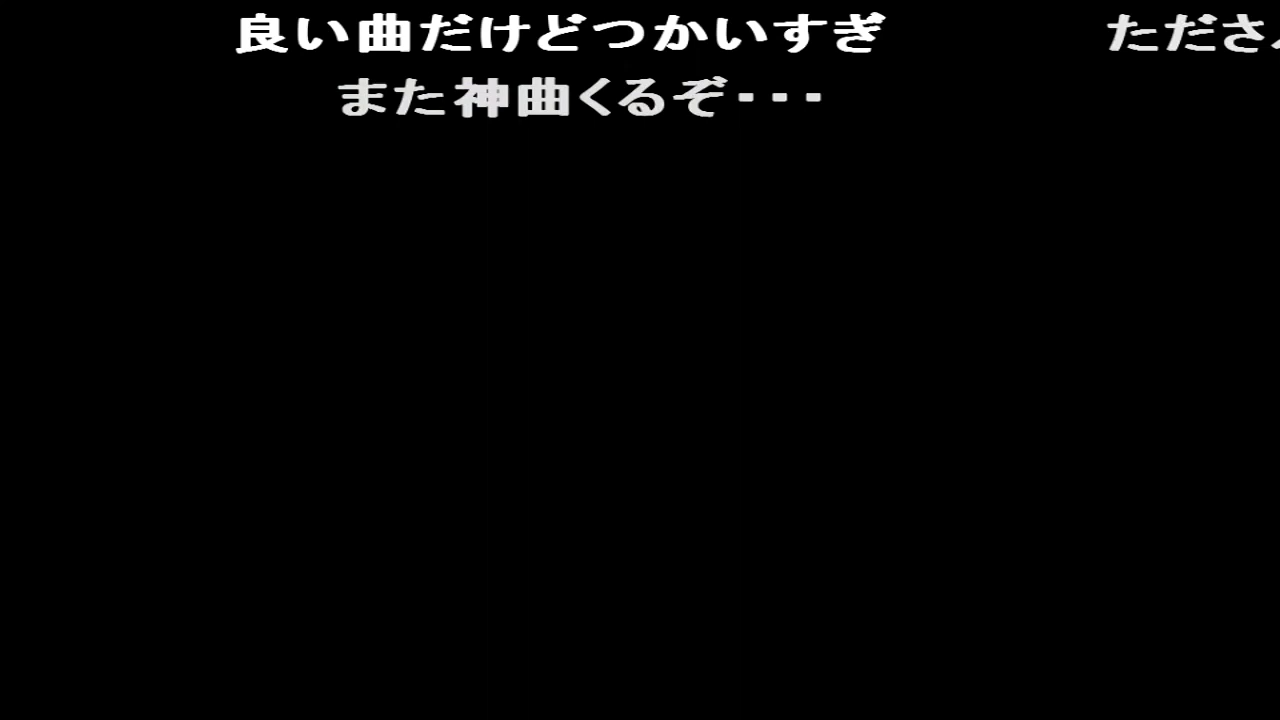 良い曲だけどつかいすぎ
たださ
また神曲くるぞ・・・